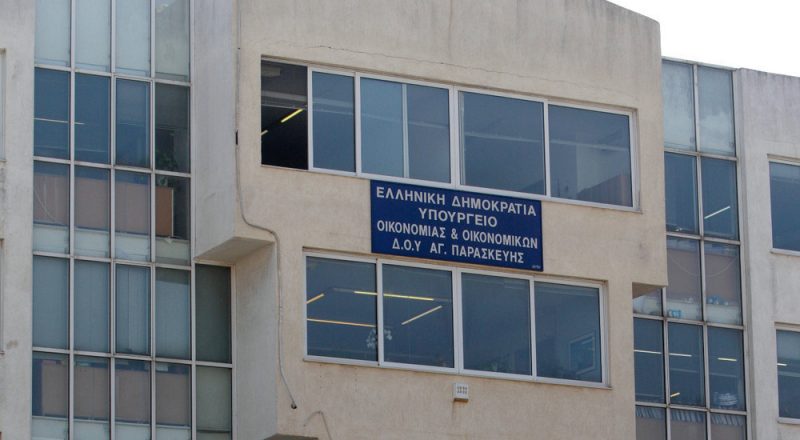 ΕΛΛΗΝΙΚΗ ΔΗΜΟΚΡΑΤΙΑ
ΥΠΟΥΡΓΕΙΟ
ΟΙΚΟΝΟΜΙΑΣ & ΟΙΚΟΝΟΜΙΚΩΝ
Δ.Ο.Υ ΑΓ. ΠΑΡΑΣΚΕΥΗΣ